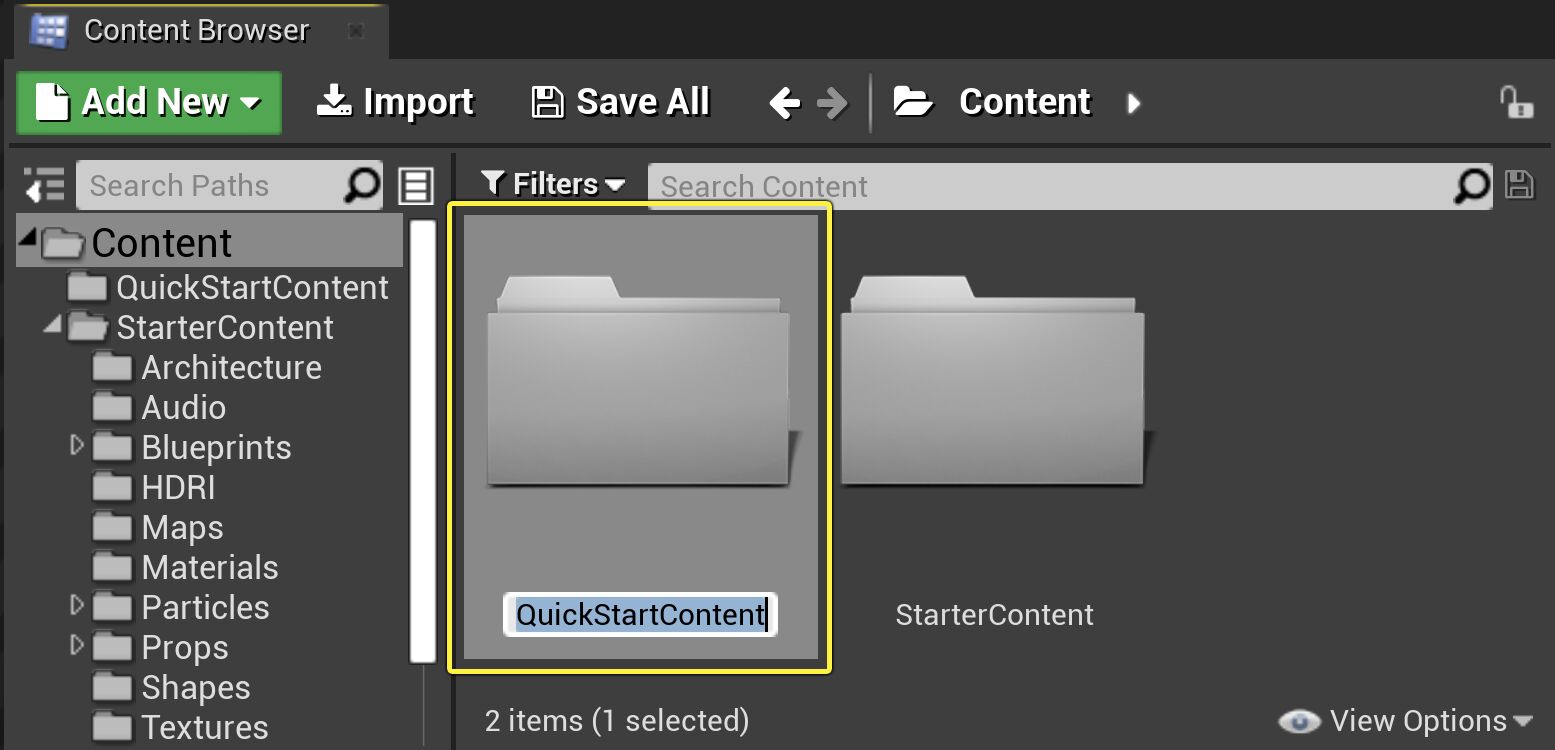 Content Browser
Add New Import Save All Content
Search Paths
Filters Search Content
Content
QuickStartContent
StarterContent
Architecture
Audio
Blueprints
HDRI
Maps
Materials
Particles
Props
Shapes
Textures
QuickStartContent
StarterContent
2 items (1 selected)
View Options